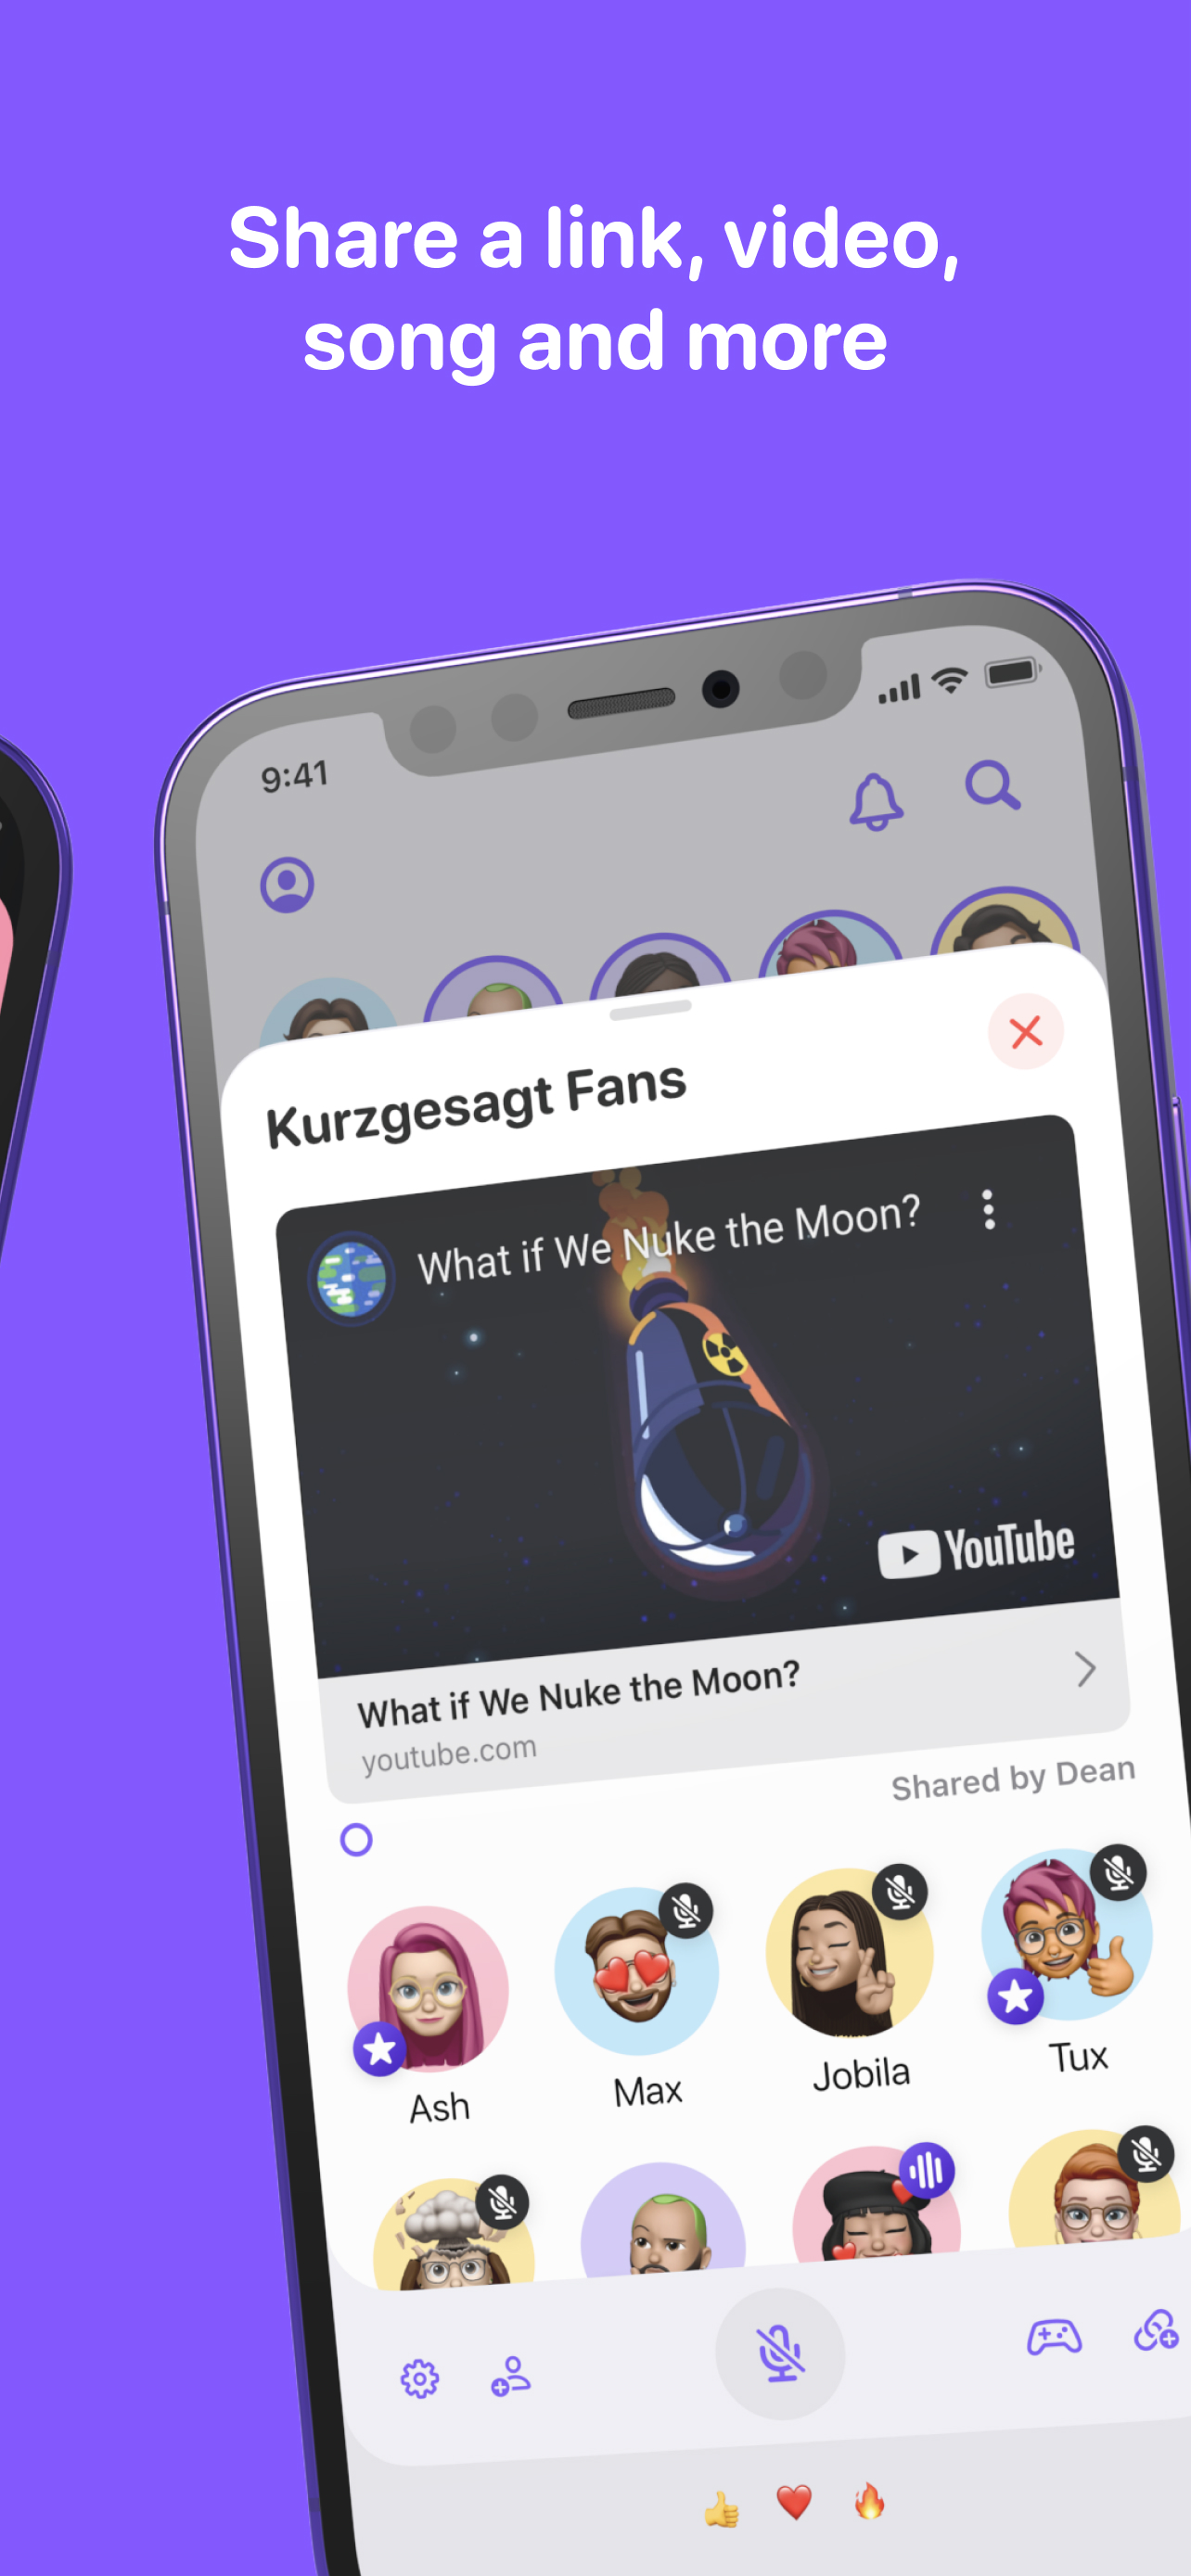 Share a link, video,
song and more
9:41
Kurzgesagt Fans
What if We Nuke the Moon?
YouTube
What if We Nuke the Moon?
youtube.com
Shared by Dean
Ash
Max
Jobila
Tux